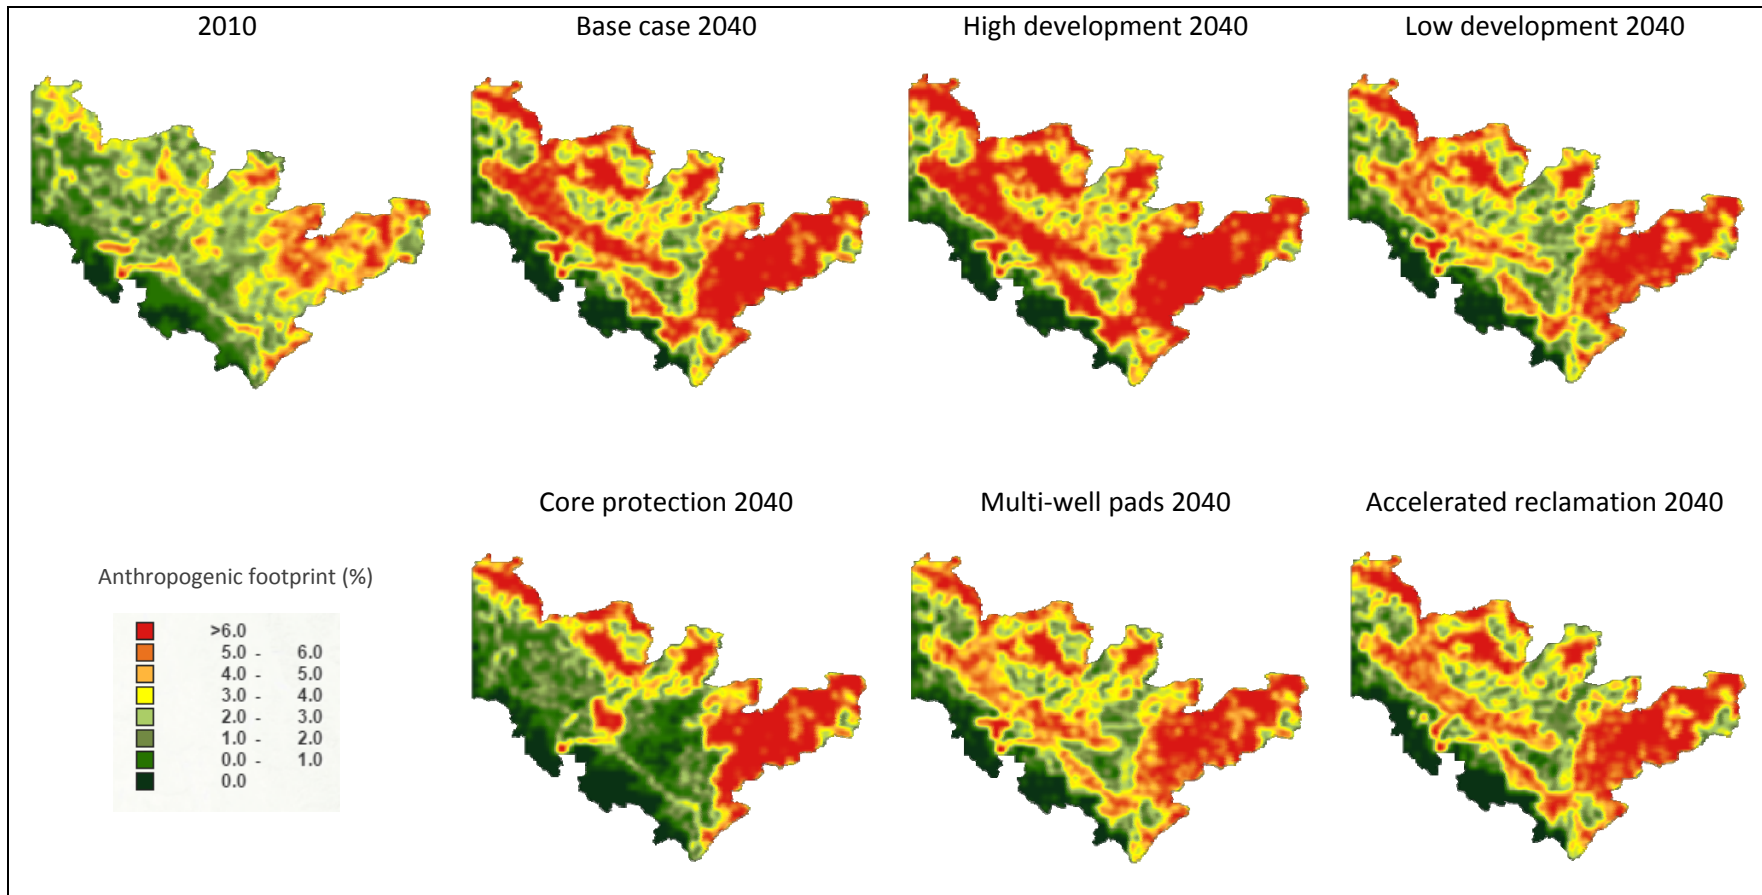 2010
Base case 2040
High development 2040
Low development 2040
Core protection 2040
Multi-well pads 2040
Accelerated reclamation 2040
Anthropogenic footprint (%)
>6.0
5.0 - 6.0
4.0 - 5.0
3.0 - 4.0
2.0 - 3.0
1.0 - 2.0
0.0 - 1.0
0.0